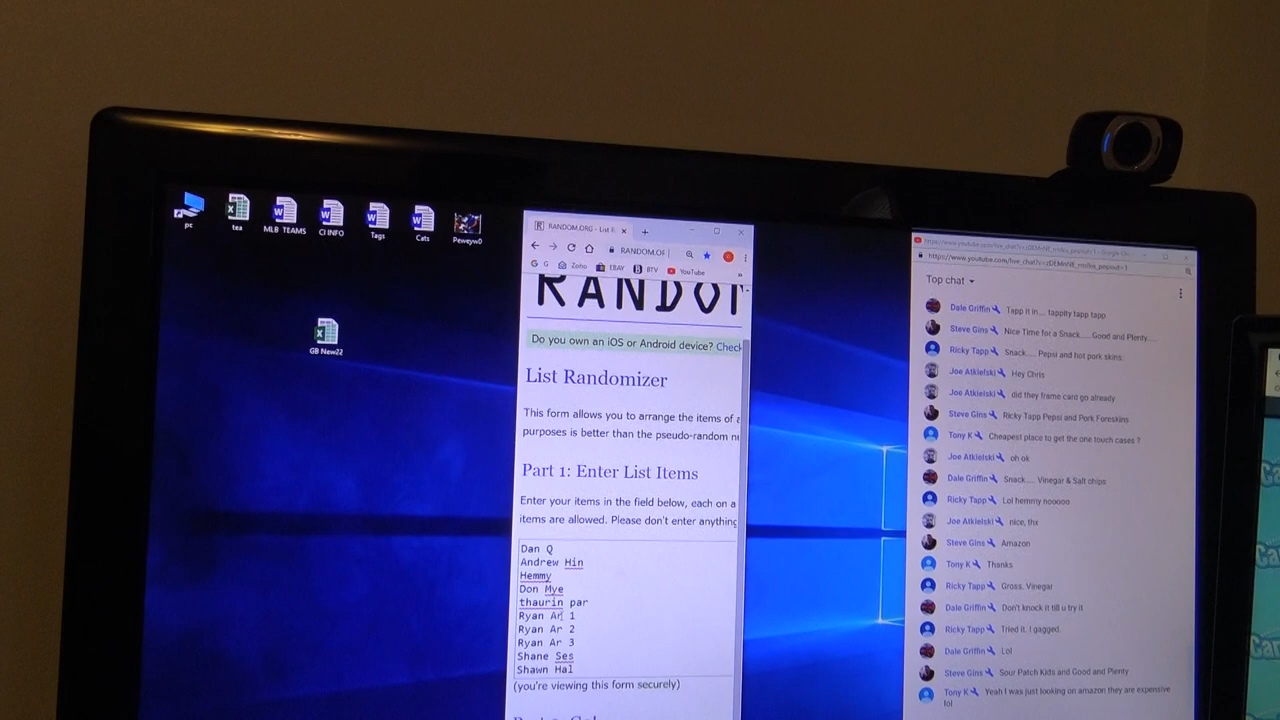 pc
tea
MLB TEAMS
CI INFO
Tags
Cats
Peweyw0
GB New22
RANDOM.ORG - List R
RANDOM.OF
G
Zoho
EBAY
BTV
YouTube
»
RANDOM
Do you own an iOS or Android device? Check
List Randomizer
This form allows you to arrange the items of a
purposes is better than the pseudo-random nu
Part 1: Enter List Items
Enter your items in the field below, each on a
items are allowed. Please don't enter anything
Dan Q
Andrew Hin
Hemmy
Don Mye
thaurin par
Ryan Ar 1
Ryan Ar 2
Ryan Ar 3
Shane Ses
Shawn Hal
(you're viewing this form securely)
Top chat
Dale Griffin Tapp it in.... tappity tapp tapp
Steve Gins Nice Time for a Snack......Good and Plenty.....
Ricky Tapp Snack..... Pepsi and hot pork skins.
Joe Atkielski Hey Chris
Joe Atkielski did they frame card go already
Steve Gins Ricky Tapp Pepsi and Pork Foreskins
Tony K Cheapest place to get the one touch cases ?
Joe Atkielski oh ok
Dale Griffin Snack..... Vinegar & Salt chips
Ricky Tapp Lol hemmy nooooo
Joe Atkielski nice, thx
Steve Gins Amazon
Tony K Thanks
Ricky Tapp Gross. Vinegar
Dale Griffin Don't knock it till u try it
Ricky Tapp Tried it. I gagged.
Dale Griffin Lol
Steve Gins Sour Patch Kids and Good and Plenty
Tony K Yeah I was just looking on amazon they are expensive
lol